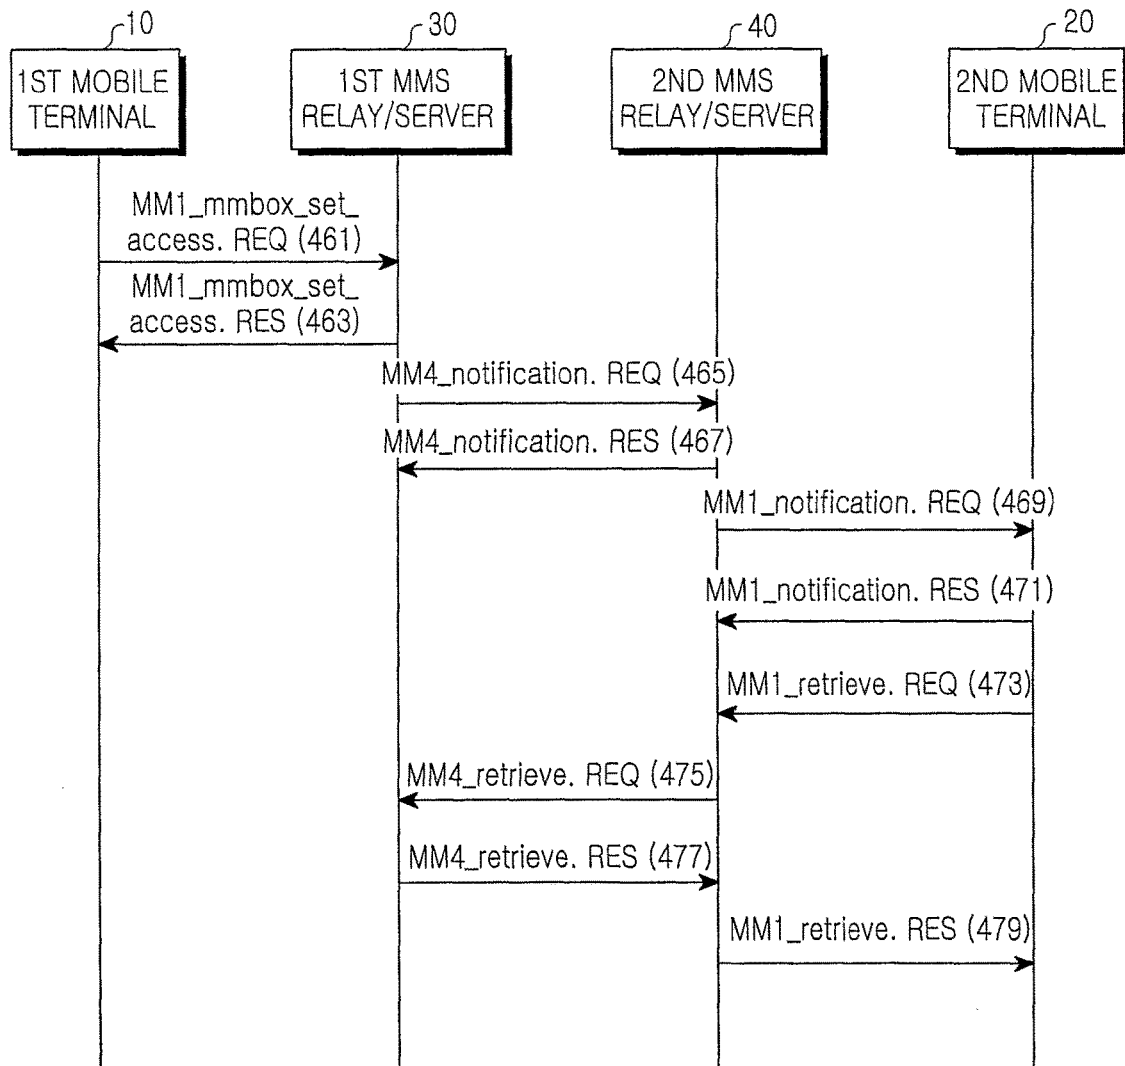 10
30
40
20
1ST MOBILE
TERMINAL
1ST MMS
RELAY/SERVER
2ND MMS
RELAY/SERVER
2ND MOBILE
TERMINAL
MM1_mmbox_set_
access. REQ (461)
MM1_mmbox_set_
access. RES (463)
MM4_notification. REQ (465)
MM4_notification. RES (467)
MM1_notification. REQ (469)
MM1_notification. RES (471)
MM1_retrieve. REQ (473)
MM4_retrieve. REQ (475)
MM4_retrieve. RES (477)
MM1_retrieve. RES (479)